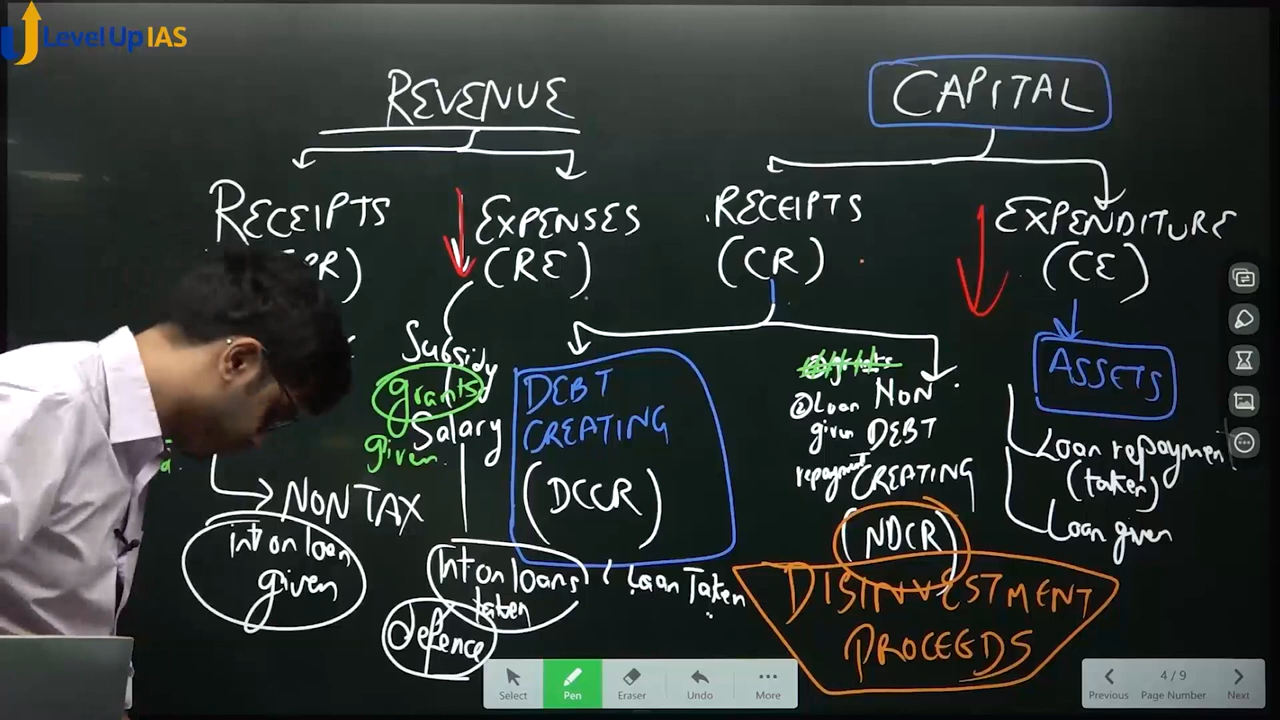 LevelUp IAS
REVENUE
CAPITAL
RECEIPTS
EXPENSES
(RE)
RECEIPTS
(CR)
EXPENDITURE
(CE)
Subsidy
grants
Salary
given
NON TAX
int on loan
given
Int on loans
taken
Defence
DEBT
CREATING
(DCCR)
Loan Taken
② Loan
given
repayment
NON
DEBT
CREATING
(NDCR)
DISINVESTMENT
PROCEEDS
ASSETS
Loan repayment
(taken)
Loan given
Select
Pen
Eraser
Undo
More
Previous
4/9
Page Number
Next